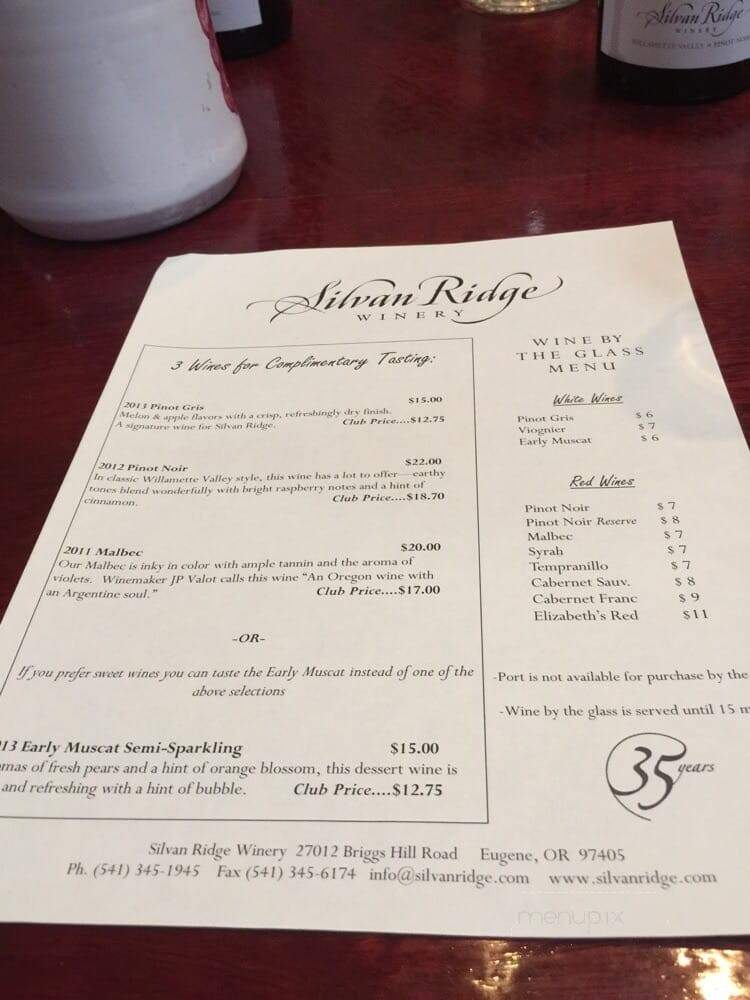 Silvan Ridge
WINERY
WILLAMETTE VALLEY PINOT
Silvan Ridge
WINERY
3 Wines for Complimentary Tasting:
2013 Pinot Gris $15.00
Melon & apple flavors with a crisp, refreshingly dry finish.
A signature wine for Silvan Ridge. Club Price....$12.75
2012 Pinot Noir $22.00
In classic Willamette Valley style, this wine has a lot to offer—earthy
tones blend wonderfully with bright raspberry notes and a hint of
cinnamon. Club Price....$18.70
2011 Malbec $20.00
Our Malbec is inky in color with ample tannin and the aroma of
violets. Winemaker JP Valot calls this wine "An Oregon wine with
an Argentine soul." Club Price....$17.00
-OR-
If you prefer sweet wines you can taste the Early Muscat instead of one of the
above selections
13 Early Muscat Semi-Sparkling $15.00
mas of fresh pears and a hint of orange blossom, this dessert wine is
and refreshing with a hint of bubble. Club Price....$12.75
WINE BY
THE GLASS
MENU
White Wines
Pinot Gris $ 6
Viognier $ 7
Early Muscat $ 6
Red Wines
Pinot Noir $ 7
Pinot Noir Reserve $ 8
Malbec $ 7
Syrah $ 7
Tempranillo $ 7
Cabernet Sauv. $ 8
Cabernet Franc $ 9
Elizabeth's Red $11
-Port is not available for purchase by the
-Wine by the glass is served until 15 m
35 years
Silvan Ridge Winery 27012 Briggs Hill Road Eugene, OR 97405
Ph. (541) 345-1945 Fax (541) 345-6174 info@silvanridge.com www.silvanridge.com
menupix